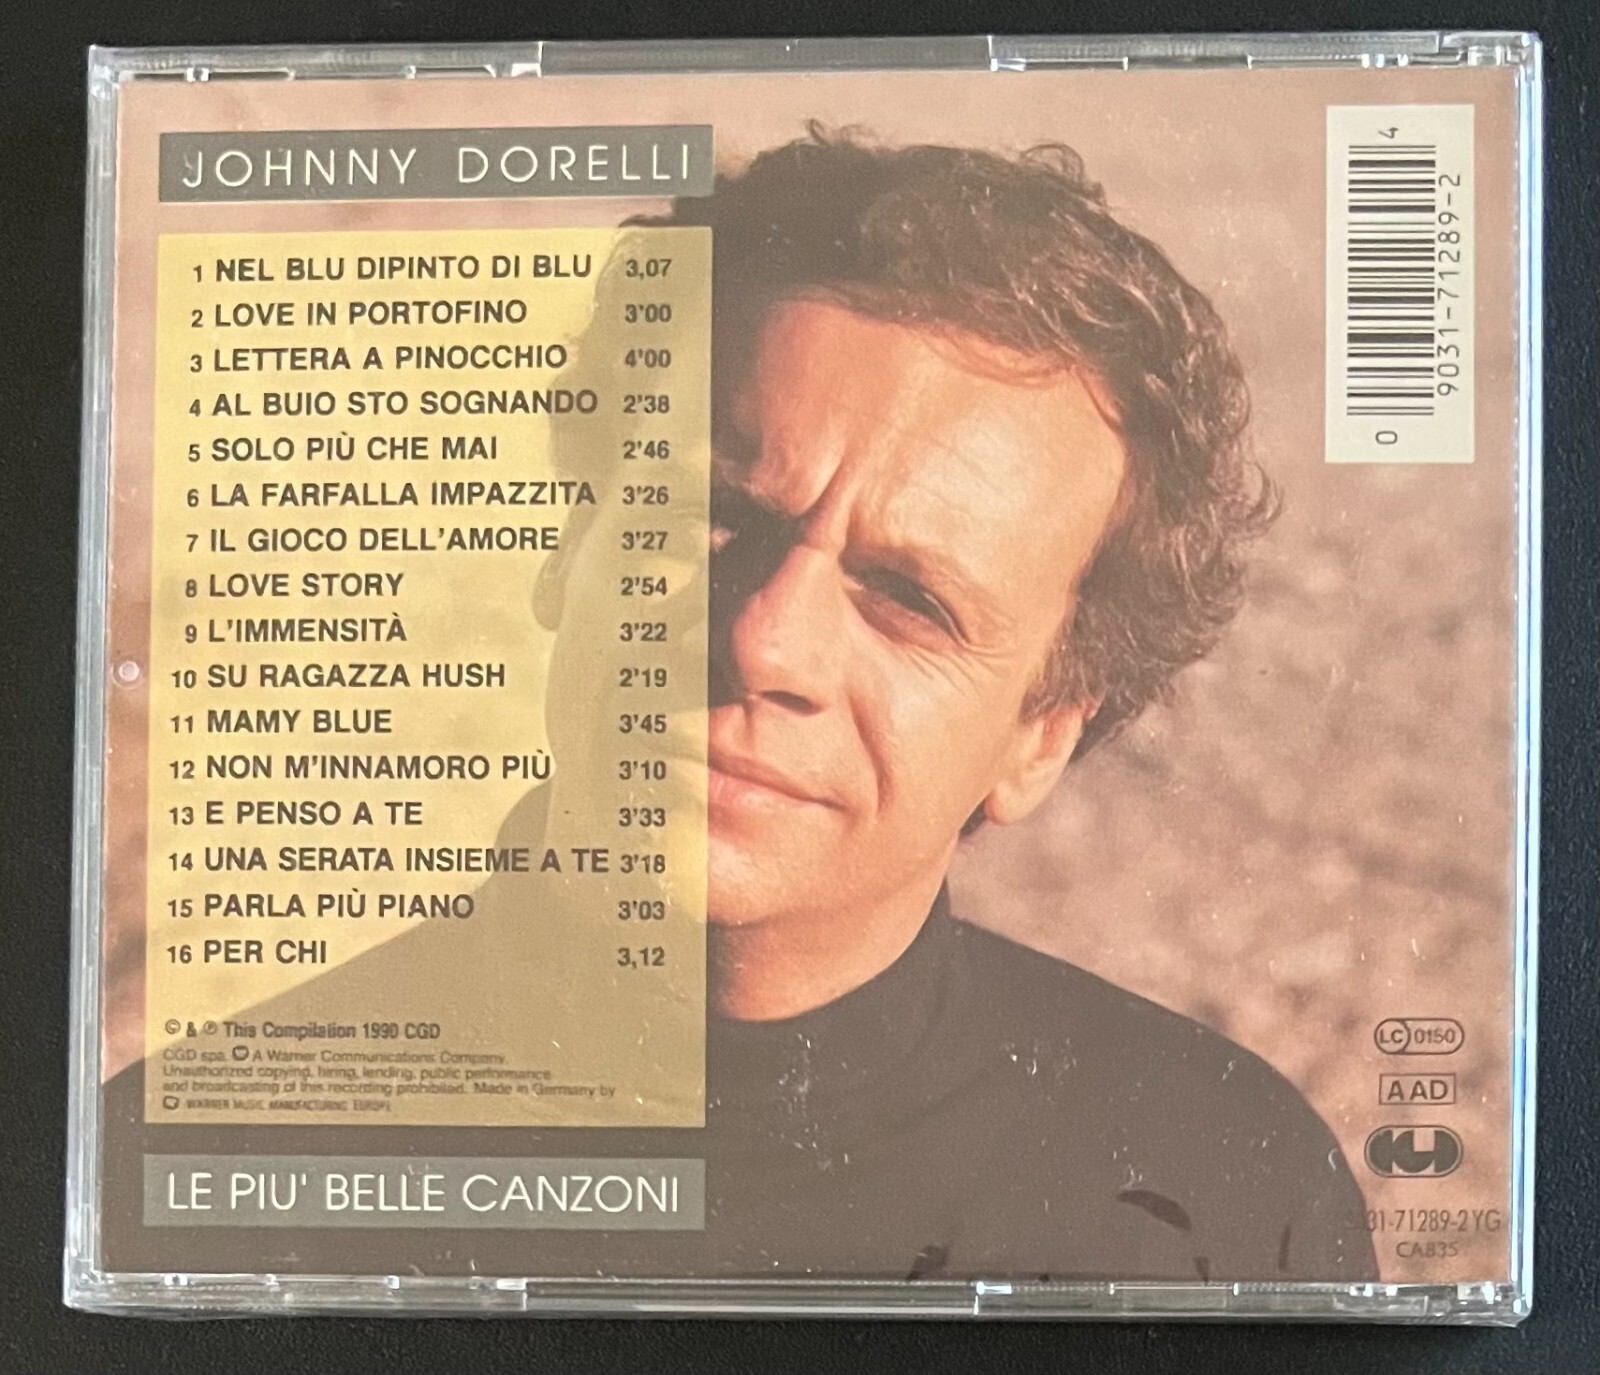 JOHNNY DORELLI
1 NEL BLU DIPINTO DI BLU 3,07
2 LOVE IN PORTOFINO 3'00
3 LETTERA A PINOCCHIO 4'00
4 AL BUIO STO SOGNANDO 2'38
5 SOLO PIÙ CHE MAI 2'46
6 LA FARFALLA IMPAZZITA 3'26
7 IL GIOCO DELL'AMORE 3'27
8 LOVE STORY 2'54
9 L'IMMENSITÀ 3'22
10 SU RAGAZZA HUSH 2'19
11 MAMY BLUE 3'45
12 NON M'INNAMORO PIÙ 3'10
13 E PENSO A TE 3'33
14 UNA SERATA INSIEME A TE 3'18
15 PARLA PIÙ PIANO 3'03
16 PER CHI 3,12
© & ℗ This Compilation 1990 CGD
CGD spa. A Warner Communications Company.
Unauthorized copying, hiring, lending, public performance
and broadcasting of this recording prohibited. Made in Germany by
WARNER MUSIC MANUFACTURING EUROPE
LE PIU' BELLE CANZONI
0 9031-71289-2 4
LC 0150
AAD
31-71289-2 YG
CA835